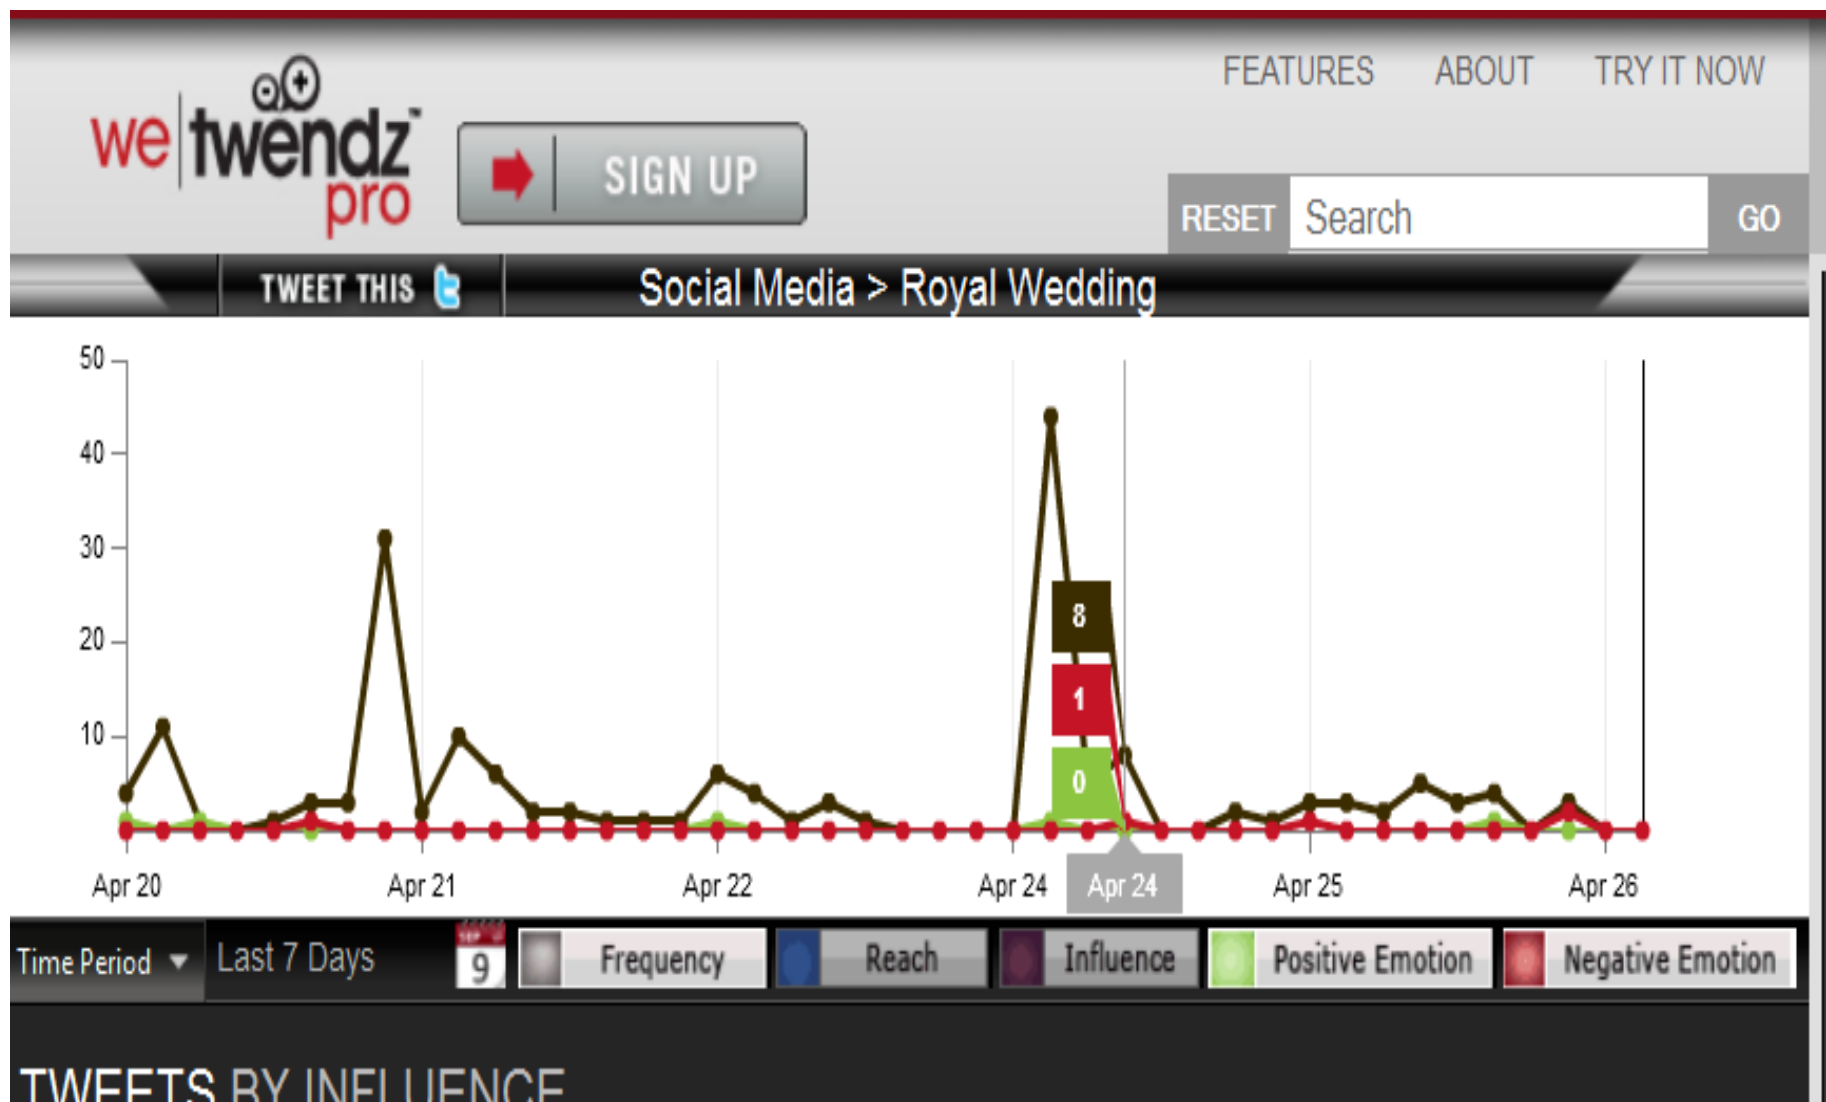 FEATURES ABOUT TRY IT NOW
we twendz™
pro
SIGN UP
RESET Search GO
TWEET THIS
Social Media > Royal Wedding
50
40
30
20
10
8
1
0
Apr 20 Apr 21 Apr 22 Apr 24 Apr 24 Apr 25 Apr 26
Time Period Last 7 Days 9 Frequency Reach Influence Positive Emotion Negative Emotion
TWEETS BY INFLUENCE